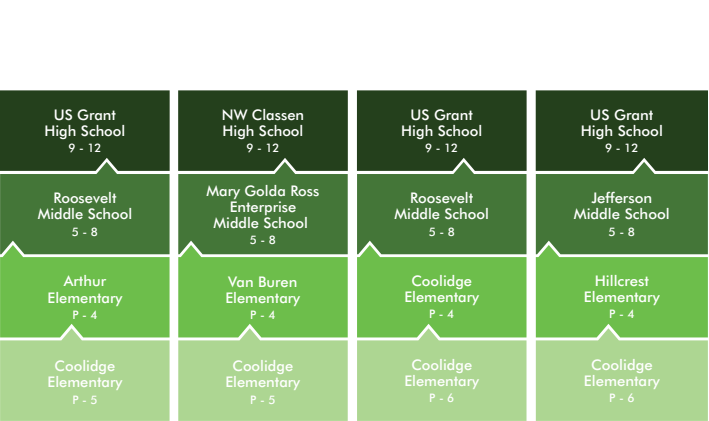 US Grant
High School
9 - 12
Roosevelt
Middle School
5 - 8
Arthur
Elementary
P - 4
Coolidge
Elementary
P - 5
NW Classen
High School
9 - 12
Mary Golda Ross
Enterprise
Middle School
5 - 8
Van Buren
Elementary
P - 4
Coolidge
Elementary
P - 5
US Grant
High School
9 - 12
Roosevelt
Middle School
5 - 8
Coolidge
Elementary
P - 4
Coolidge
Elementary
P - 6
US Grant
High School
9 - 12
Jefferson
Middle School
5 - 8
Hillcrest
Elementary
P - 4
Coolidge
Elementary
P - 6